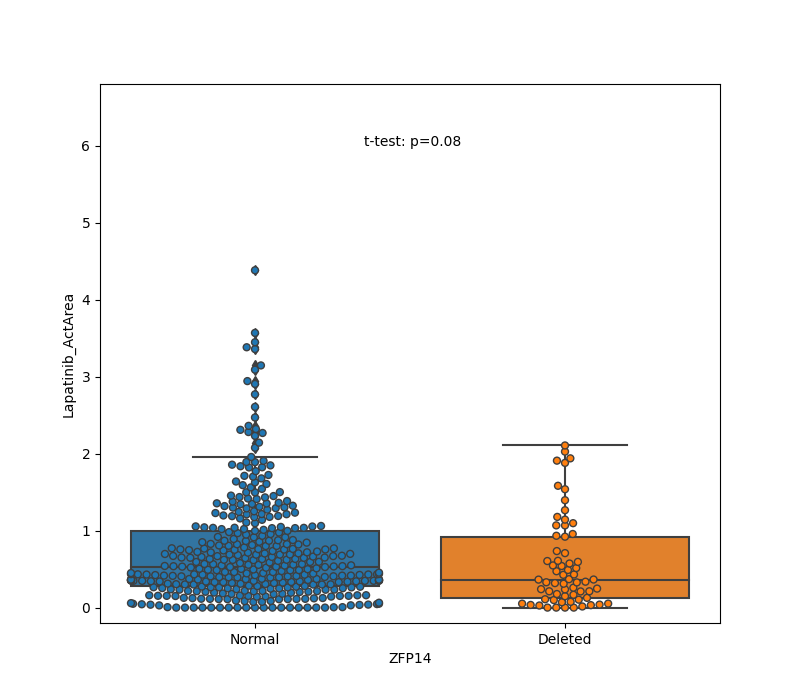 t-test: p=0.08
Lapatinib_ActArea
6
5
4
3
2
1
0
Normal
Deleted
ZFP14